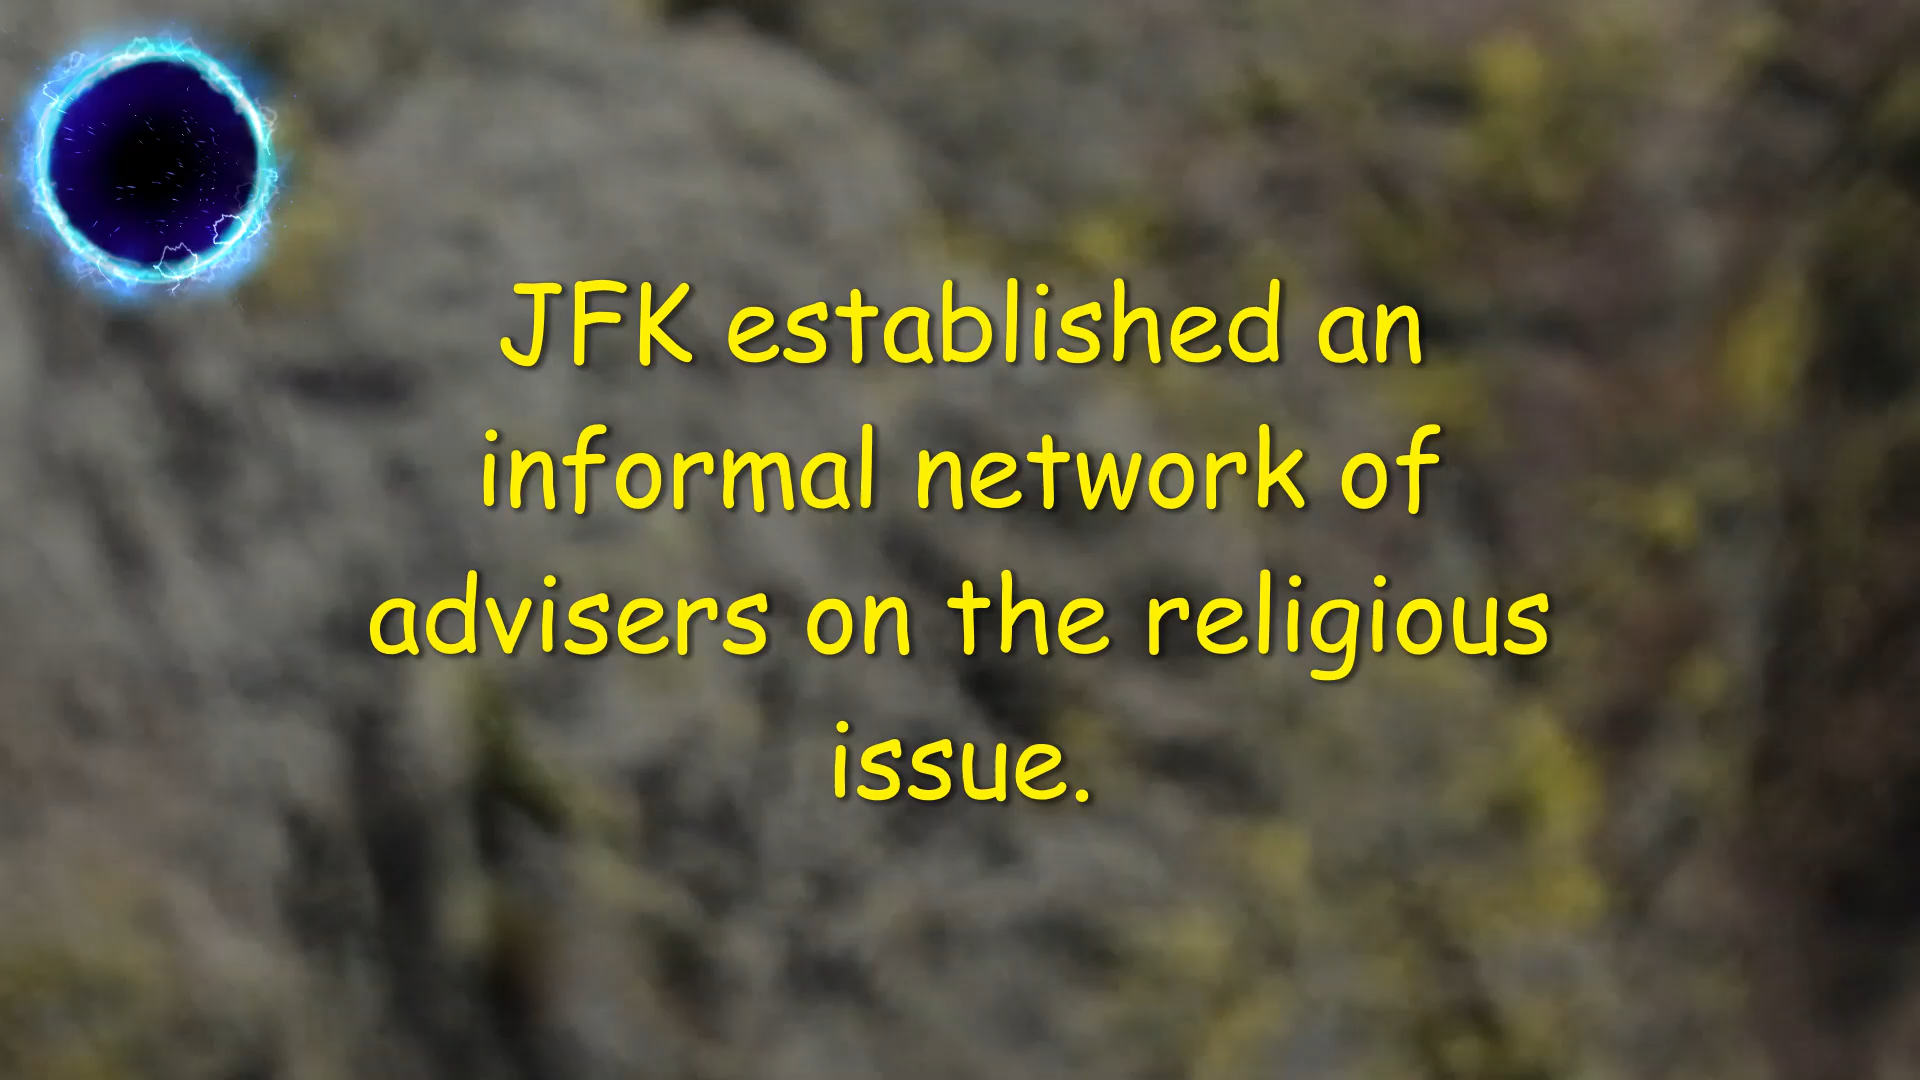 JFK established an
informal network of
advisers on the religious
issue.